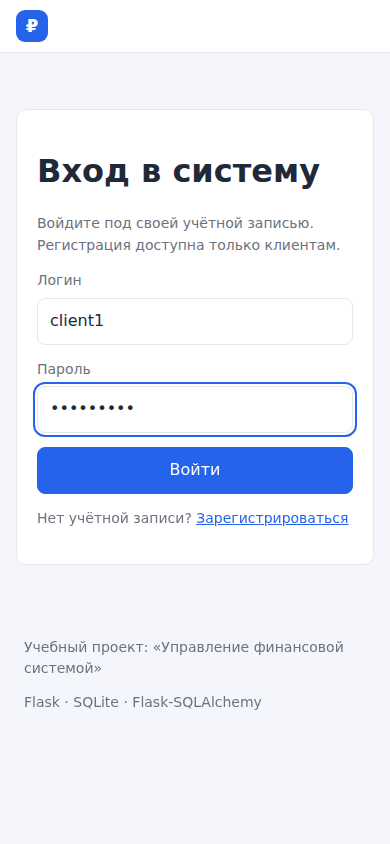 ₽
Вход в систему
Войдите под своей учётной записью.
Регистрация доступна только клиентам.
Логин
client1
Пароль
•••••••••
Войти
Нет учётной записи? Зарегистрироваться
Учебный проект: «Управление финансовой
системой»
Flask · SQLite · Flask-SQLAlchemy